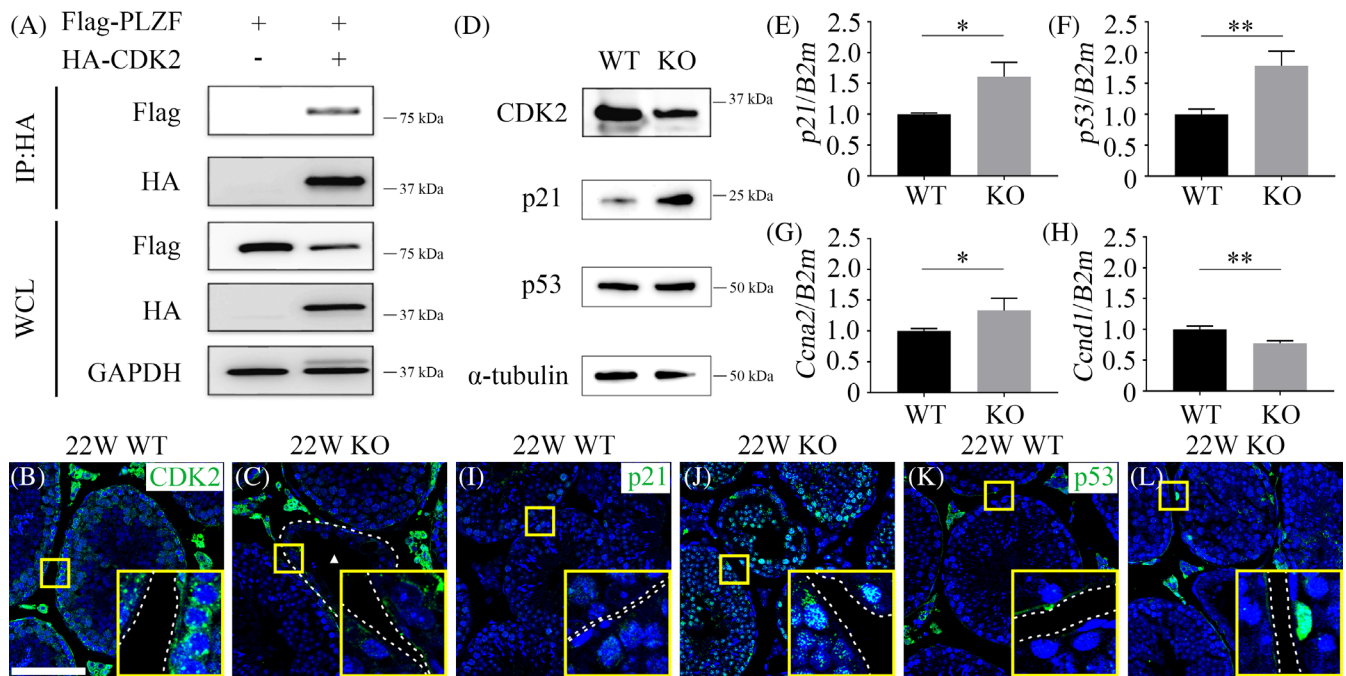 (A) Flag-PLZF + +
HA-CDK2 - +
IP:HA
Flag —75 kDa
HA —37 kDa
WCL
Flag —75 kDa
HA —37 kDa
GAPDH —37 kDa
(D) WT KO
CDK2 —37 kDa
p21 —25 kDa
p53 —50 kDa
α-tubulin —50 kDa
(E) p21/B2m
2.5
2.0
1.5
1.0
0.5
0
*
WT KO
(F) p53/B2m
2.5
2.0
1.5
1.0
0.5
0
**
WT KO
(G) Ccna2/B2m
2.5
2.0
1.5
1.0
0.5
0
*
WT KO
(H) Ccnd1/B2m
2.5
2.0
1.5
1.0
0.5
0
**
WT KO
22W WT 22W KO 22W WT 22W KO 22W WT 22W KO
(B) CDK2 (C) (I) p21 (J) (K) p53 (L)